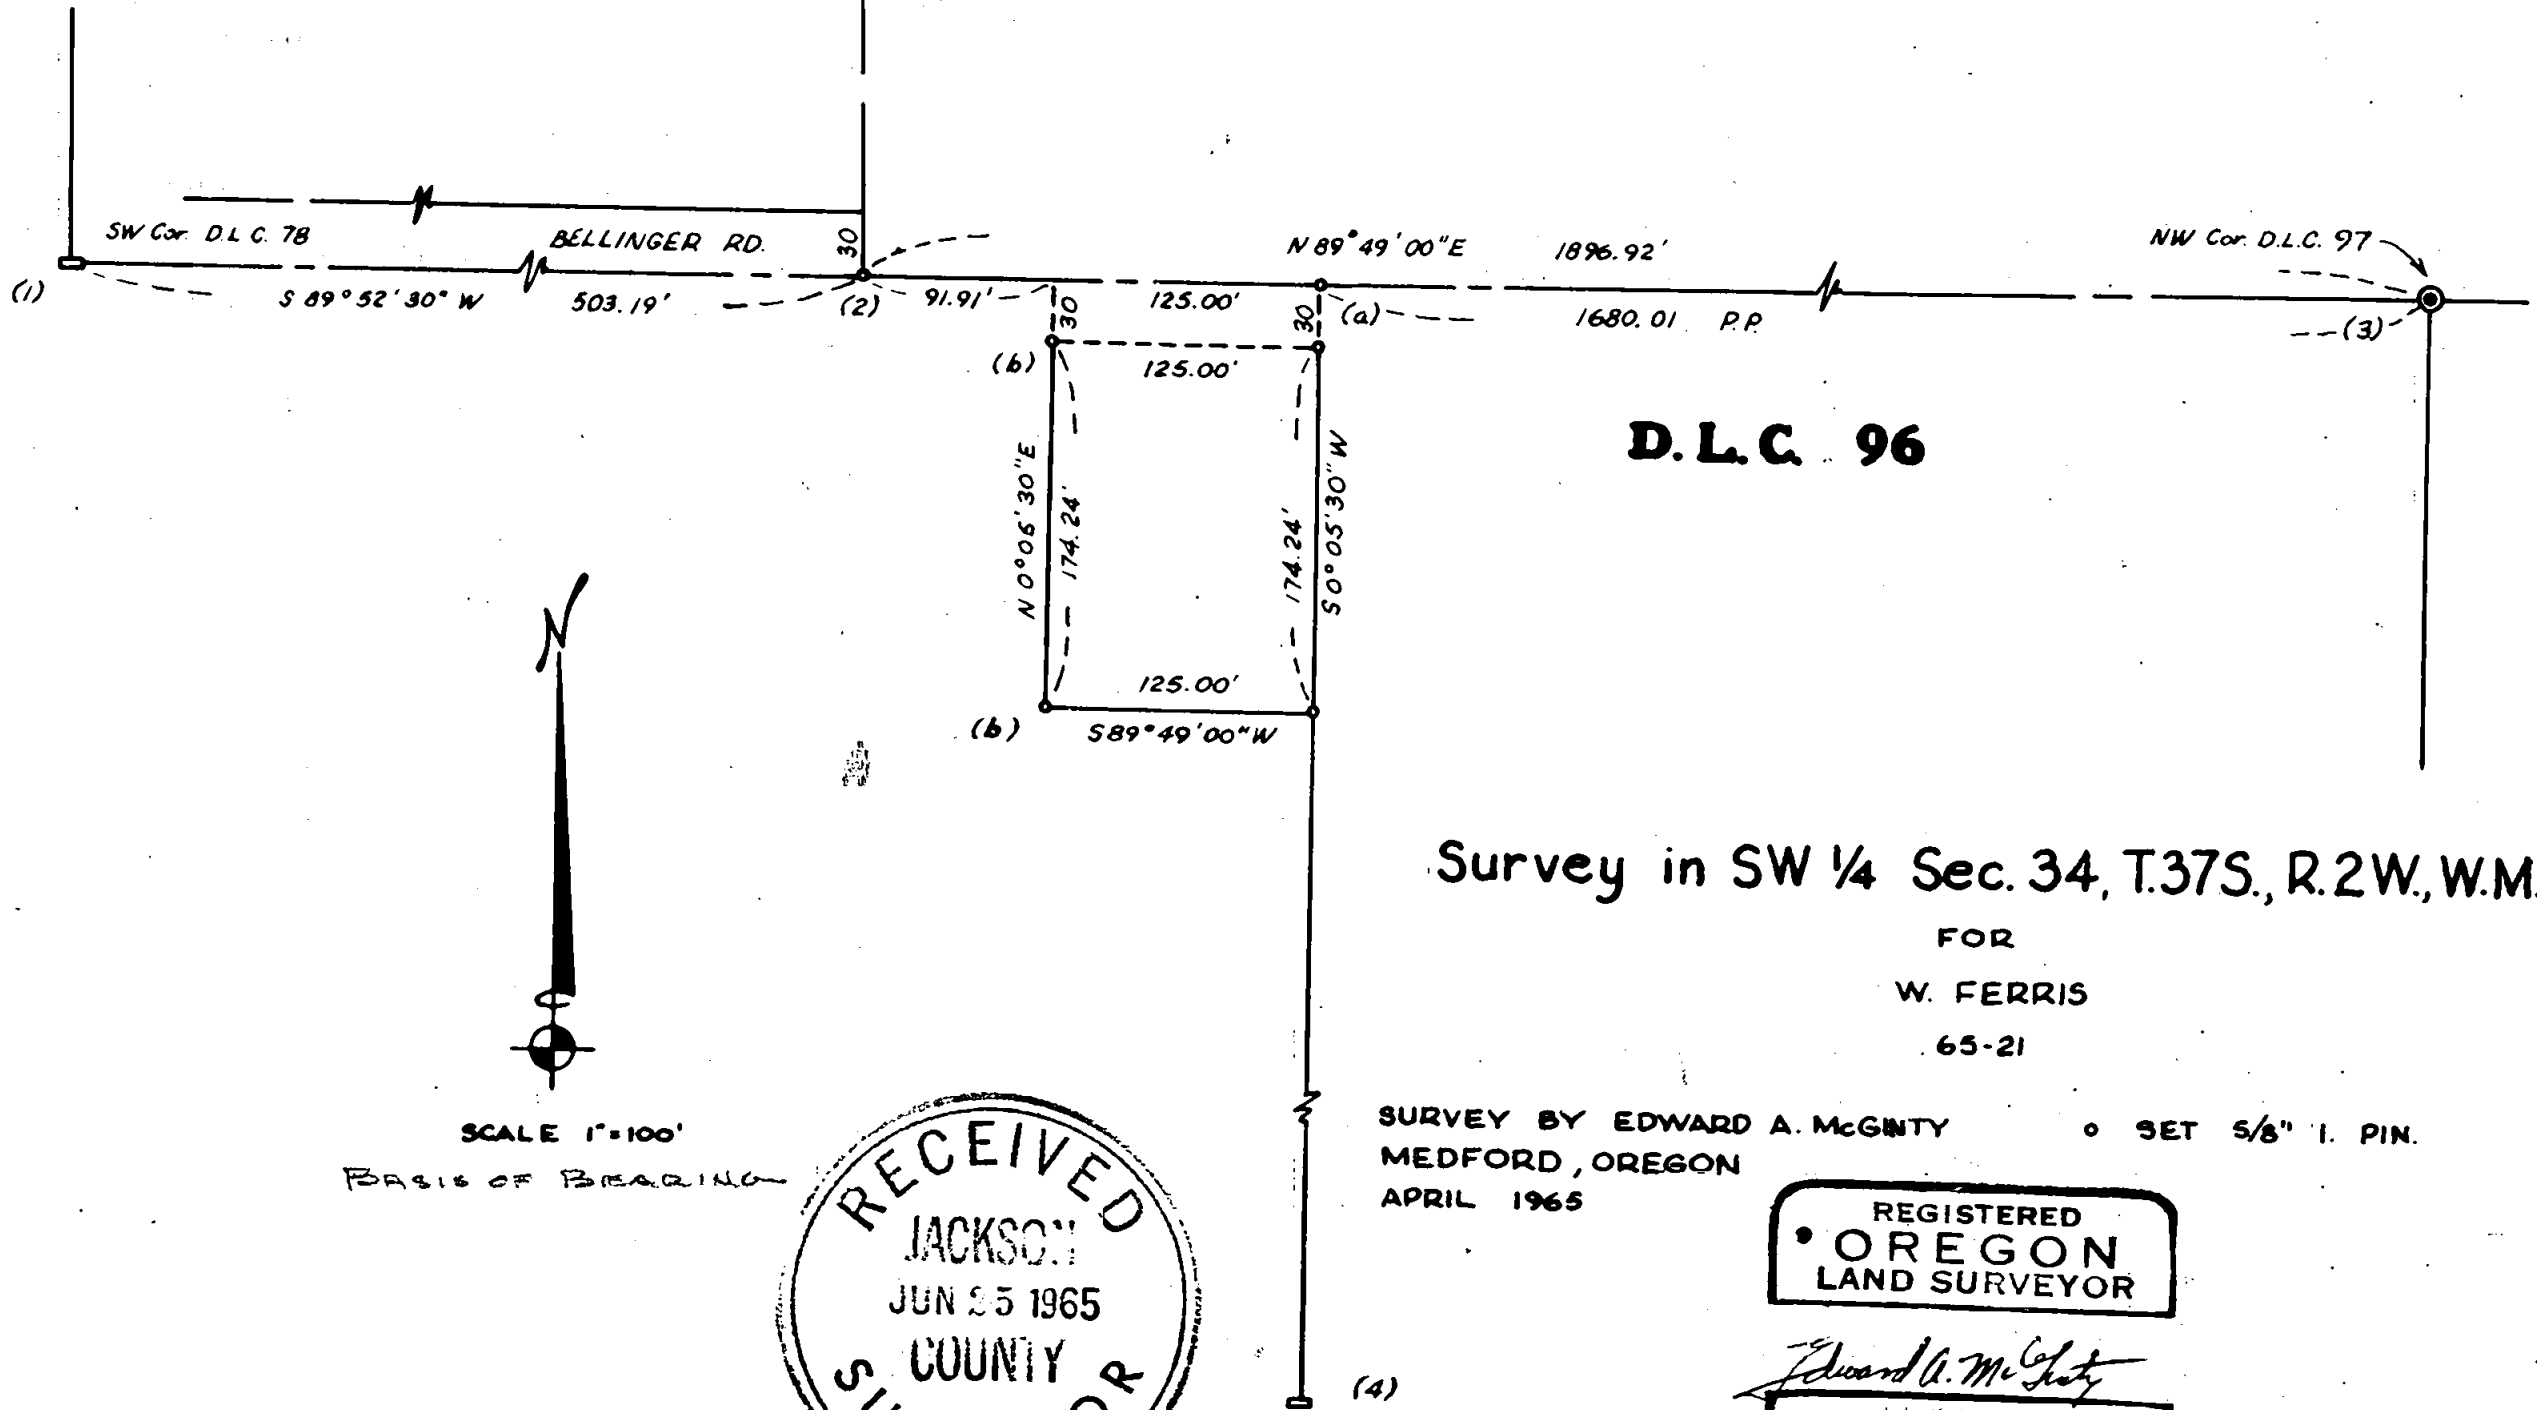 SW Cor. D.L.C. 78
BELLINGER RD.
30
N 89° 49' 00" E 1896.92'
NW Cor. D.L.C. 97
(1)
S 89° 52' 30" W 503.19'
(2)
91.91'
125.00'
(a)
1680.01 P.P.
(3)
30
30
(b)
125.00'
D.L.C. 96
N 0° 06' 30" E
174.24'
174.24'
S 0° 05' 30" W
125.00'
(b)
S 89° 49' 00" W
N
Survey in SW 1/4 Sec. 34, T.37S., R.2W., W.M.
FOR
W. FERRIS
65-21
SCALE 1"=100'
BASIS OF BEARING
SURVEY BY EDWARD A. McGINTY
MEDFORD, OREGON
APRIL 1965
o SET 5/8" I. PIN.
RECEIVED
JACKSON
JUN 25 1965
COUNTY
REGISTERED
OREGON
LAND SURVEYOR
Edward A. McGinty
(4)